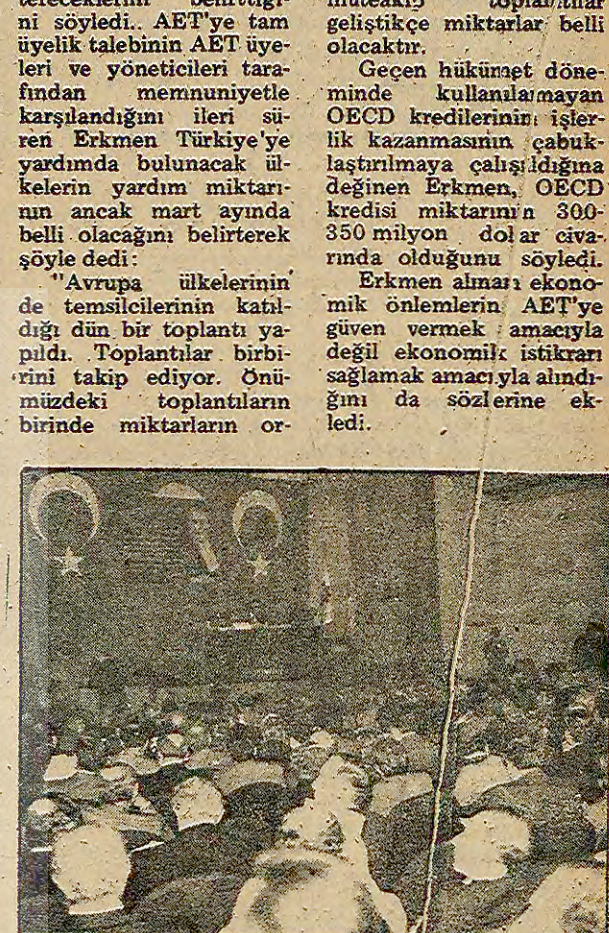 ni söyledi.. AET'ye tam
üyelik talebinin AET üye-
leri ve yöneticileri tara-
fından memnuniyetle
karşılandığını ileri sü-
ren Erkmen Türkiye'ye
yardımda bulunacak ül-
kelerin yardım miktarı-
nın ancak mart ayında
belli olacağını belirterek
şöyle dedi:
"Avrupa ülkelerinin
de temsilcilerinin katıl-
dığı dün bir toplantı ya-
pıldı. Toplantılar birbi-
rini takip ediyor. Önü-
müzdeki toplantıların
birinde miktarların or-
geliştikçe miktarlar belli
olacaktır.
Geçen hükümet döne-
minde kullanılamayan
OECD kredilerinin işler-
lik kazanmasının çabuk-
laştırılmaya çalışıldığına
değinen Erkmen, OECD
kredisi miktarının 300-
350 milyon dolar civa-
rında olduğunu söyledi.
Erkmen alınan ekono-
mik önlemlerin AET'ye
güven vermek amacıyla
değil ekonomik istikrarı
sağlamak amacıyla alındı-
ğını da sözlerine ek-
ledi.